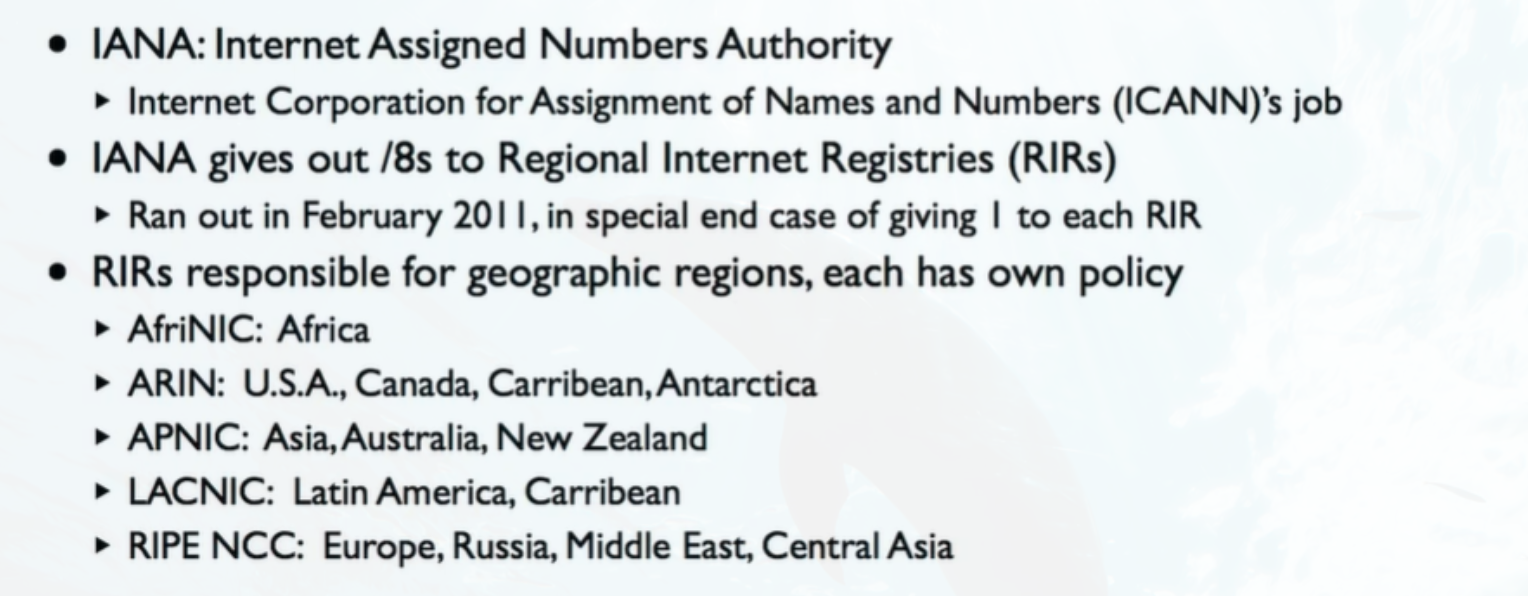 • IANA: Internet Assigned Numbers Authority
‣ Internet Corporation for Assignment of Names and Numbers (ICANN)'s job
• IANA gives out /8s to Regional Internet Registries (RIRs)
‣ Ran out in February 2011, in special end case of giving 1 to each RIR
• RIRs responsible for geographic regions, each has own policy
‣ AfriNIC: Africa
‣ ARIN: U.S.A., Canada, Carribean, Antarctica
‣ APNIC: Asia, Australia, New Zealand
‣ LACNIC: Latin America, Carribean
‣ RIPE NCC: Europe, Russia, Middle East, Central Asia